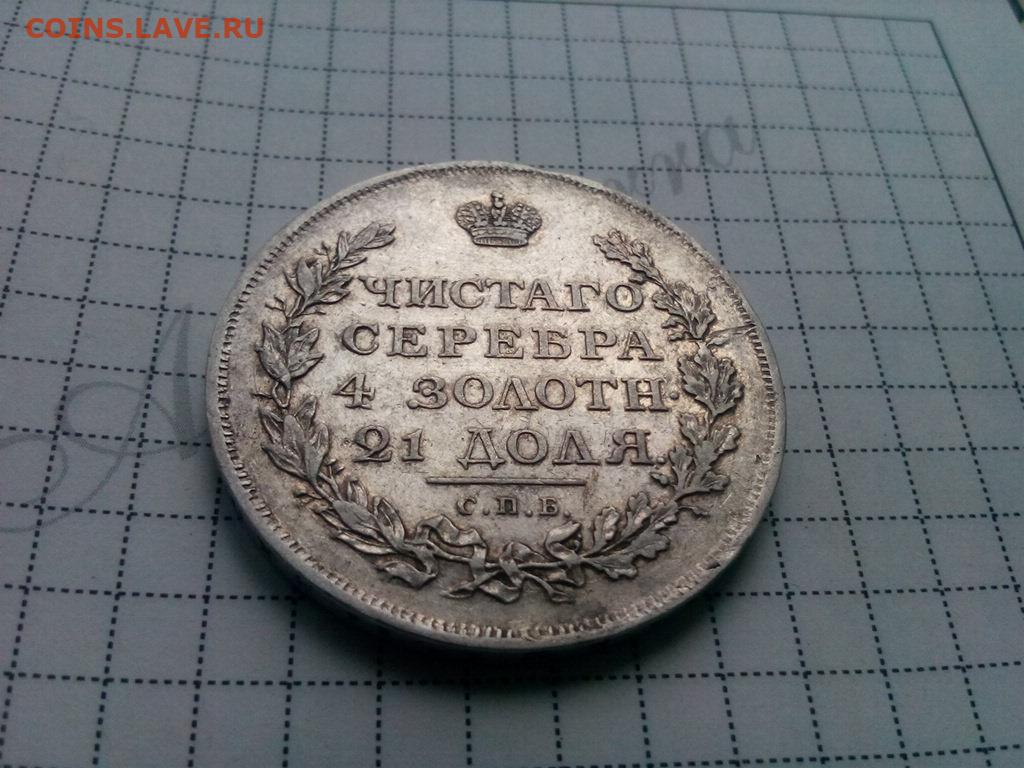 COINS.LAVE.RU
ЧИСТАГО
СЕРЕБРА
4 ЗОЛОТН.
21 ДОЛЯ.
С.П.Б.